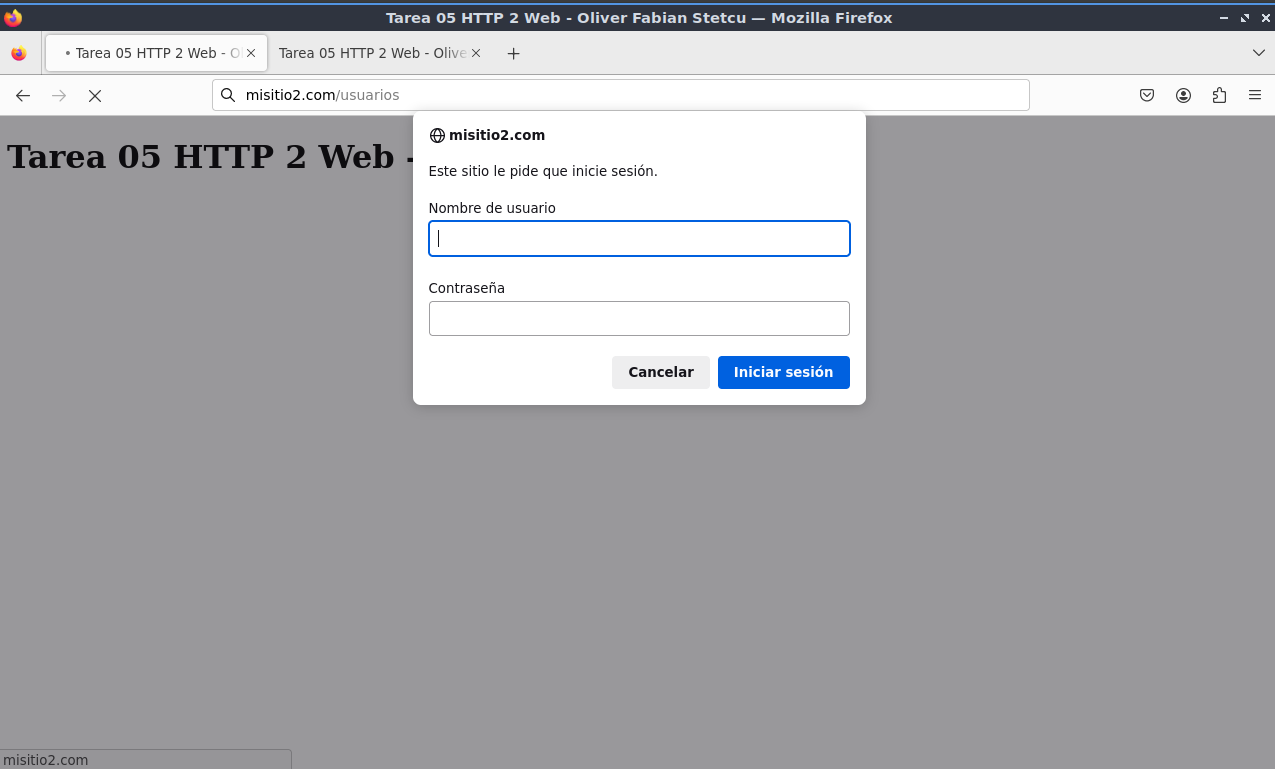 Tarea 05 HTTP 2 Web - Oliver Fabian Stetcu — Mozilla Firefox
Tarea 05 HTTP 2 Web - O
Tarea 05 HTTP 2 Web - Olive
misitio2.com/usuarios
misitio2.com
Este sitio le pide que inicie sesión.
Tarea 05 HTTP 2 Web -
Nombre de usuario
Contraseña
Cancelar Iniciar sesión
misitio2.com